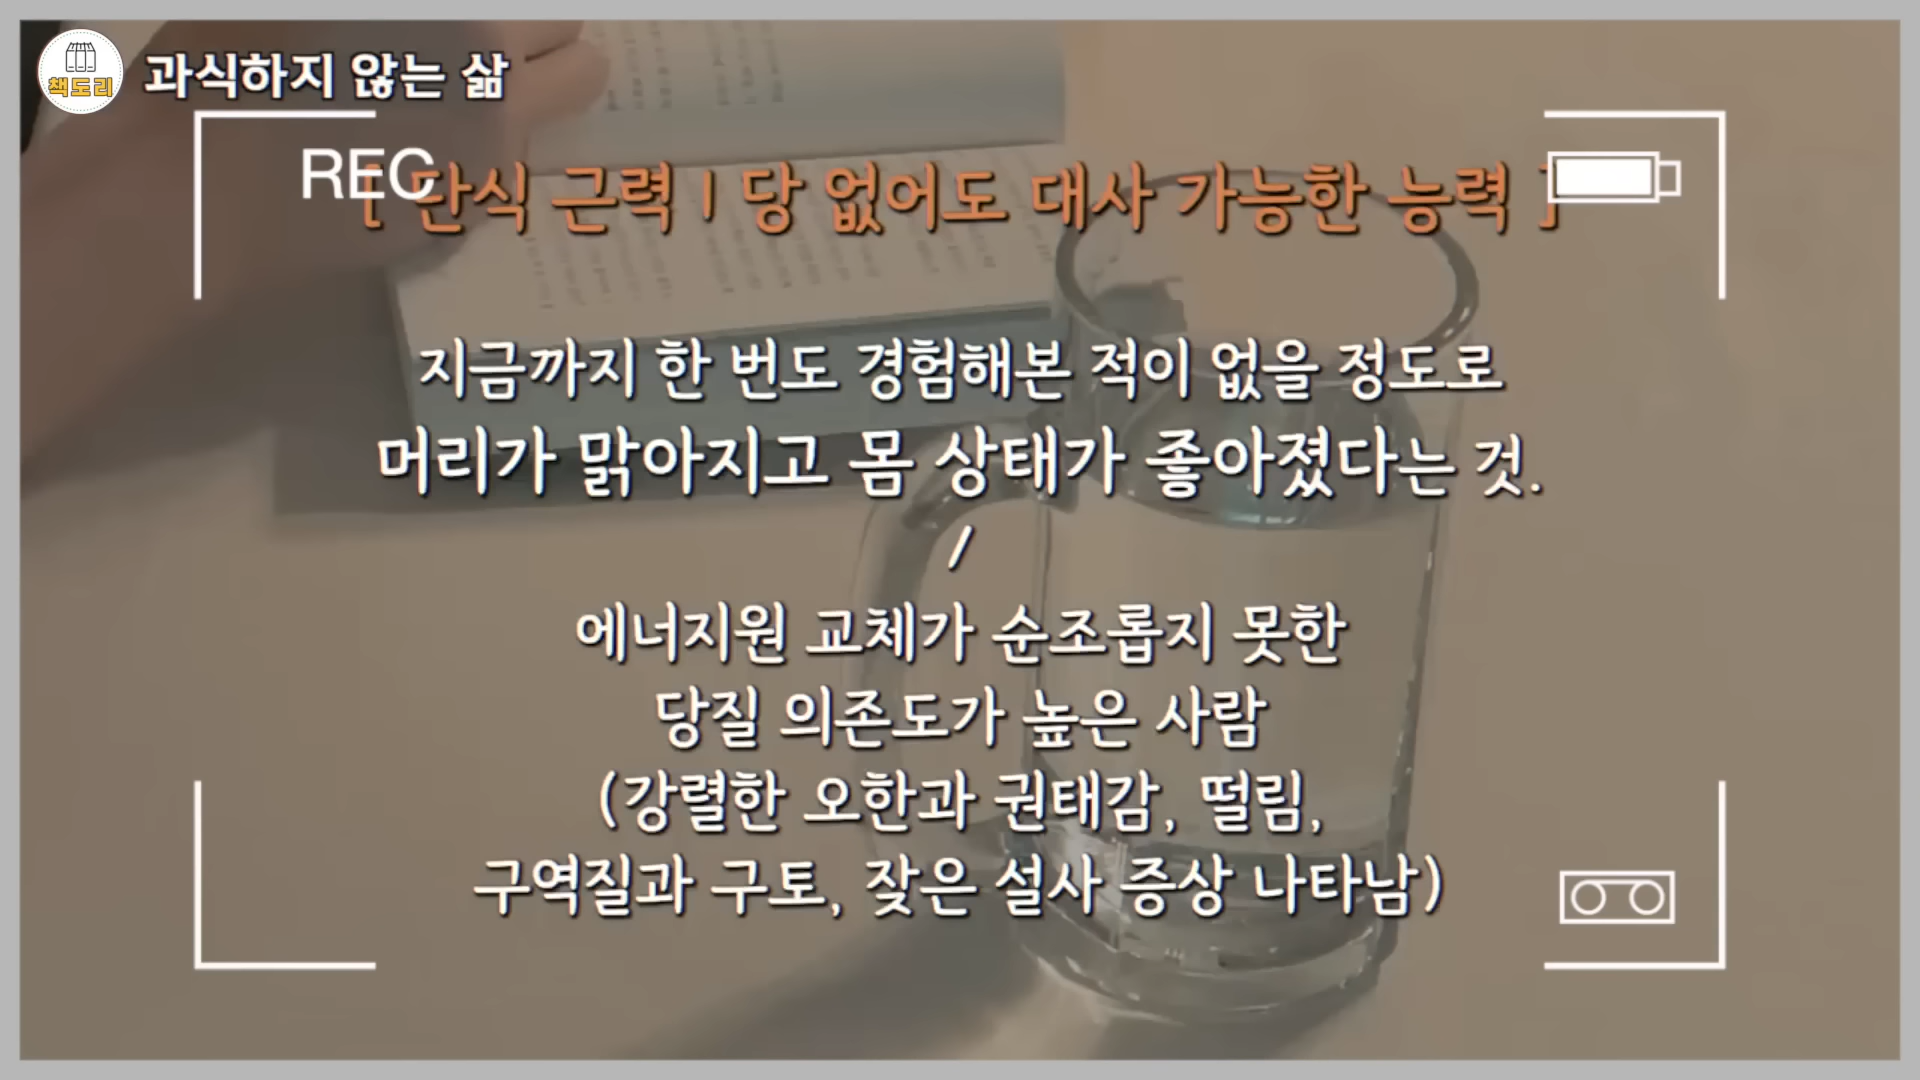 책도리
과식하지 않는 삶
REC
[ 단식 근력 | 당 없어도 대사 가능한 능력 ]
지금까지 한 번도 경험해본 적이 없을 정도로
머리가 맑아지고 몸 상태가 좋아졌다는 것.
/
에너지원 교체가 순조롭지 못한
당질 의존도가 높은 사람
(강렬한 오한과 권태감, 떨림,
구역질과 구토, 잦은 설사 증상 나타남)